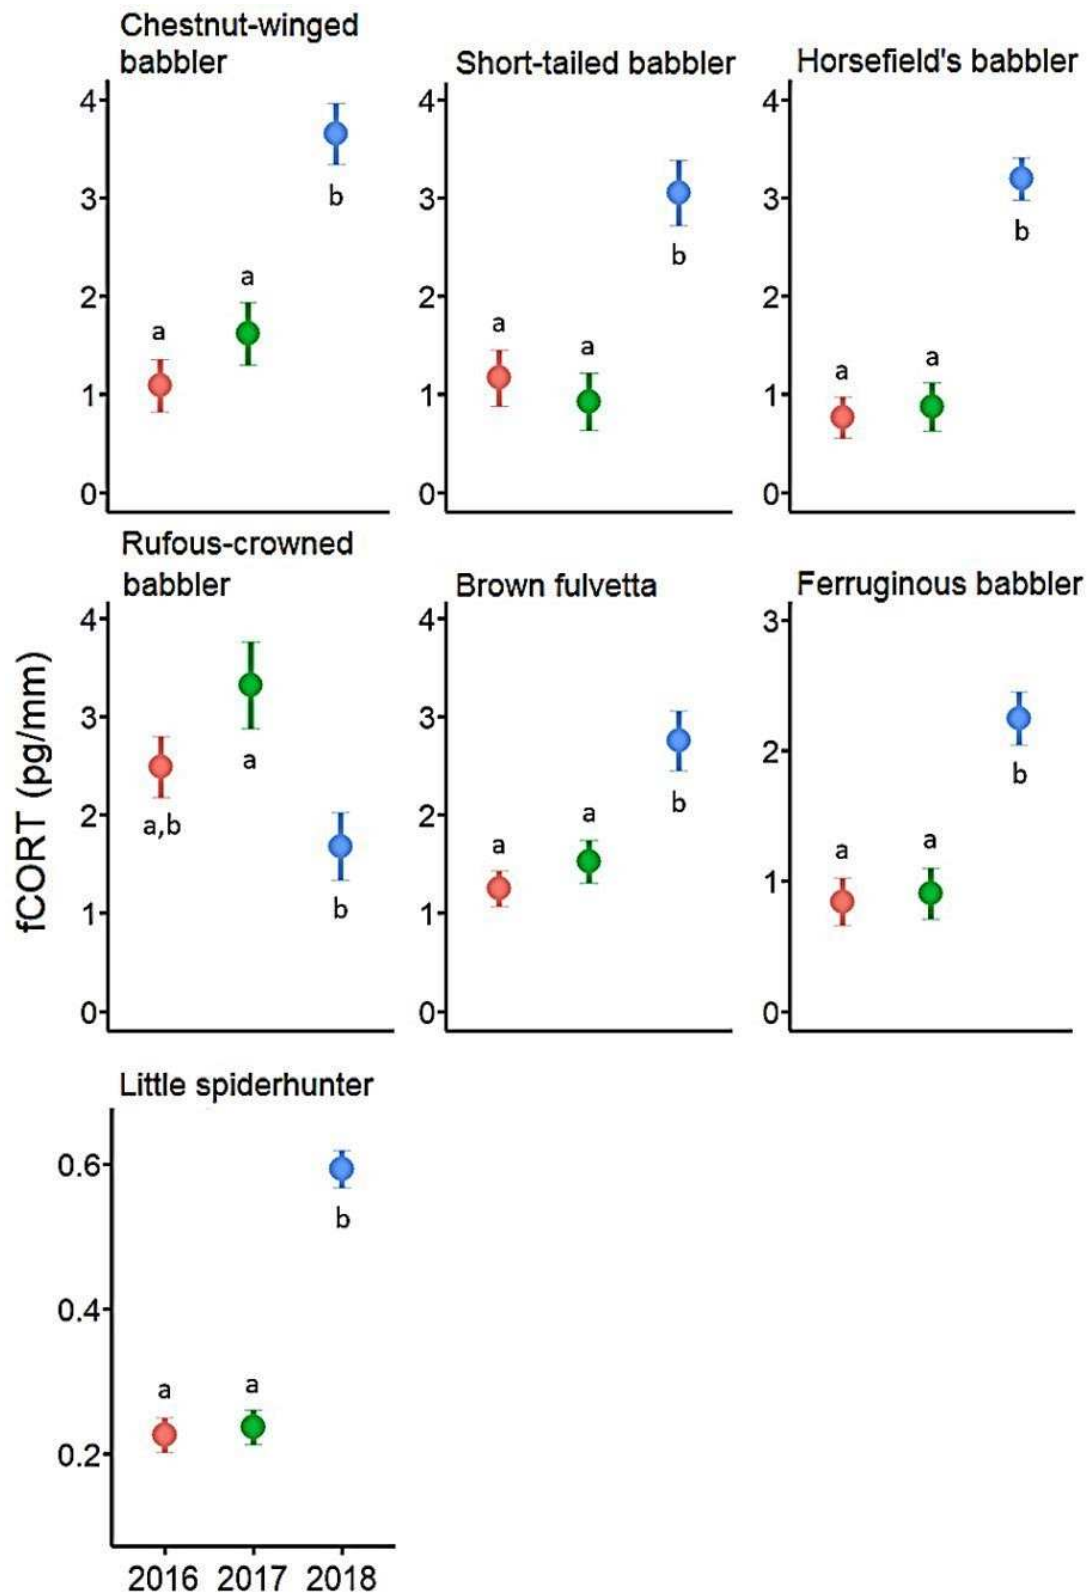 Chestnut-winged
babbler
Short-tailed babbler
Horsefield's babbler
4
3
2
1
0
a
a
b
4
3
2
1
0
a
a
b
4
3
2
1
0
a
a
b
Rufous-crowned
babbler
Brown fulvetta
Ferruginous babbler
fCORT (pg/mm)
4
3
2
1
0
a,b
a
b
4
3
2
1
0
a
a
b
3
2
1
0
a
a
b
Little spiderhunter
0.6
0.4
0.2
a
a
b
2016 2017 2018